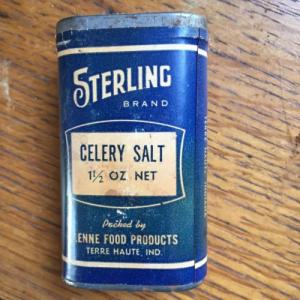 STERLING
BRAND
CELERY SALT
1½ OZ NET
Packed by
ENNE FOOD PRODUCTS
TERRE HAUTE, IND.